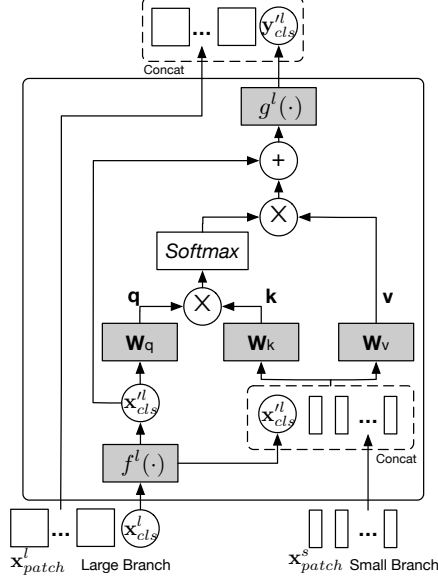 ... y'^l_cls
Concat
g^l(·)
+
X
Softmax
q X k v
W_q W_k W_v
x'^l_cls x'^l_cls ...
Concat
f^l(·)
... x^l_cls ...
x^l_patch Large Branch x^s_patch Small Branch